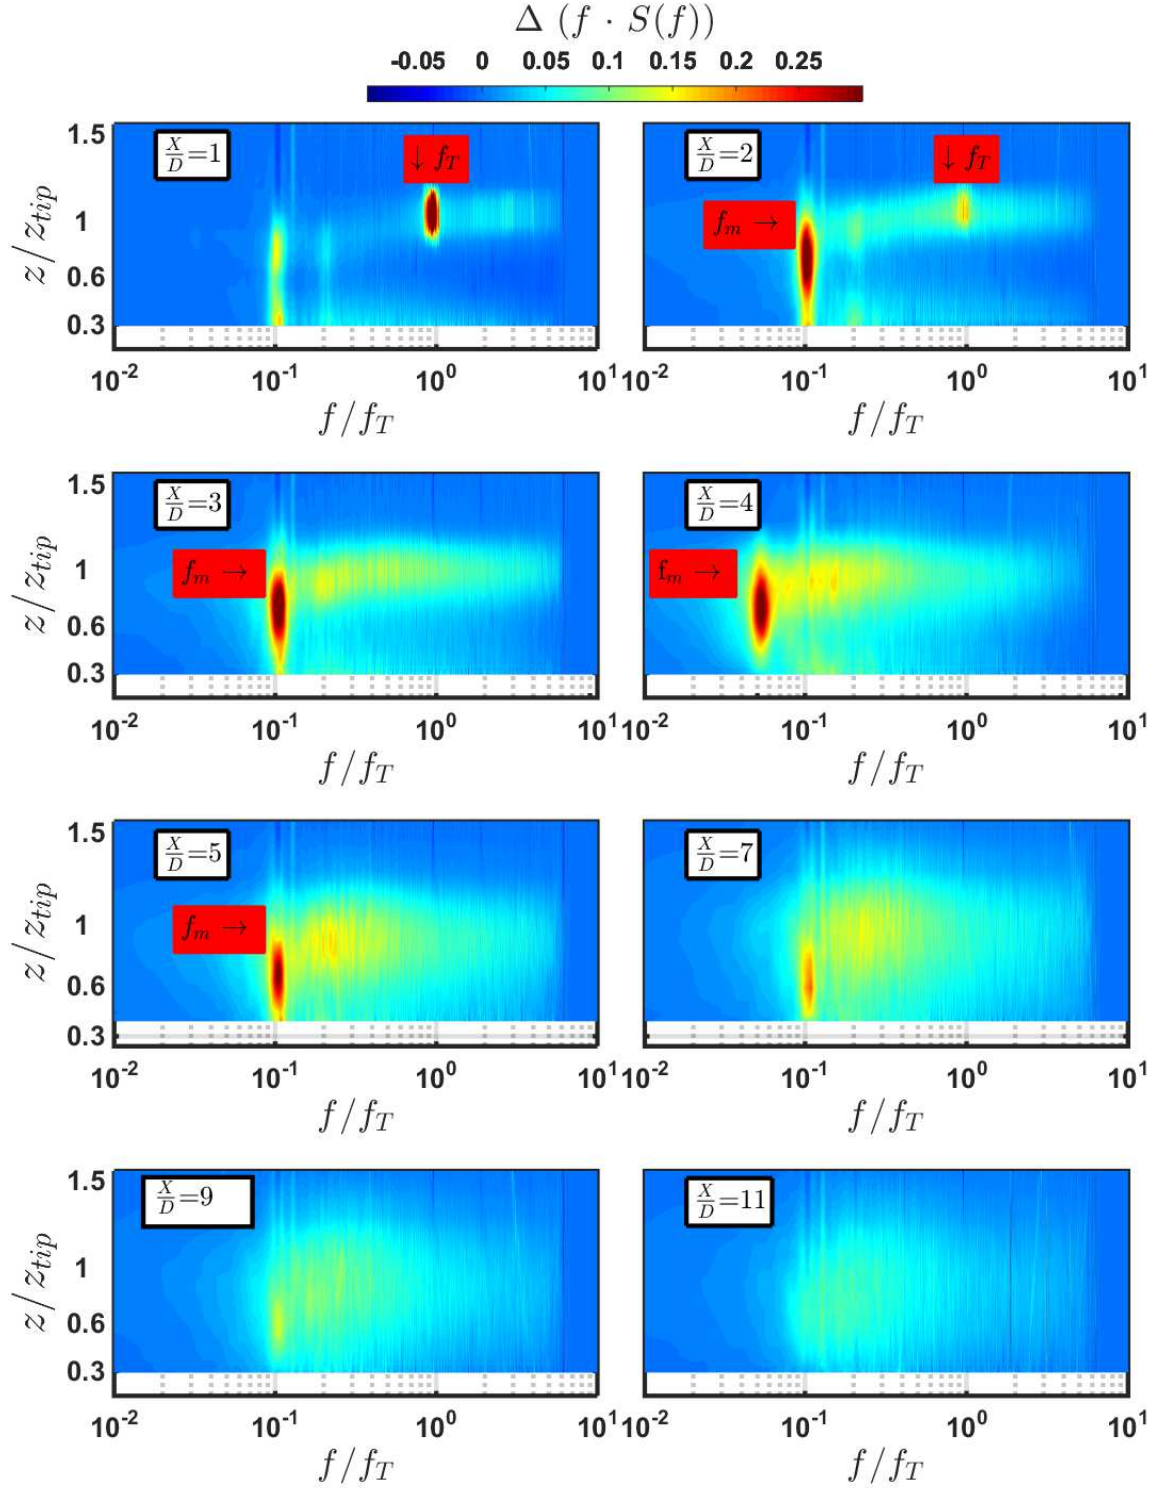 Δ (f · S(f))
-0.05 0 0.05 0.1 0.15 0.2 0.25
z/z_tip
1.5
1
0.6
0.3
X/D=1
↓ f_T
10^-2 10^-1 10^0 10^1
f/f_T
X/D=2
↓ f_T
f_m →
10^-2 10^-1 10^0 10^1
f/f_T
z/z_tip
1.5
1
0.6
0.3
X/D=3
f_m →
10^-2 10^-1 10^0 10^1
f/f_T
X/D=4
f_m →
10^-2 10^-1 10^0 10^1
f/f_T
z/z_tip
1.5
1
0.6
0.3
X/D=5
f_m →
10^-2 10^-1 10^0 10^1
f/f_T
X/D=7
10^-2 10^-1 10^0 10^1
f/f_T
z/z_tip
1.5
1
0.6
0.3
X/D=9
10^-2 10^-1 10^0 10^1
f/f_T
X/D=11
10^-2 10^-1 10^0 10^1
f/f_T